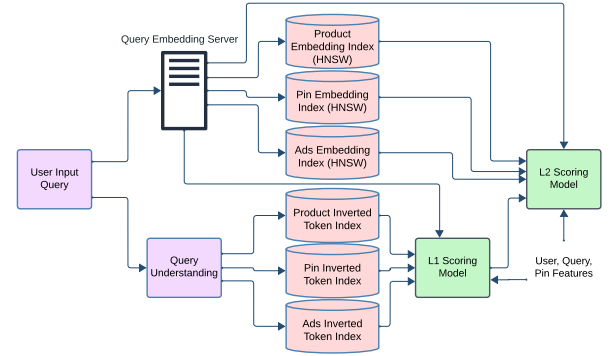 Query Embedding Server
Product
Embedding Index
(HNSW)
Pin Embedding
Index (HNSW)
Ads Embedding
Index (HNSW)
User Input
Query
L2 Scoring
Model
Product Inverted
Token Index
Query
Understanding
Pin Inverted
Token Index
L1 Scoring
Model
User, Query,
Pin Features
Ads Inverted
Token Index